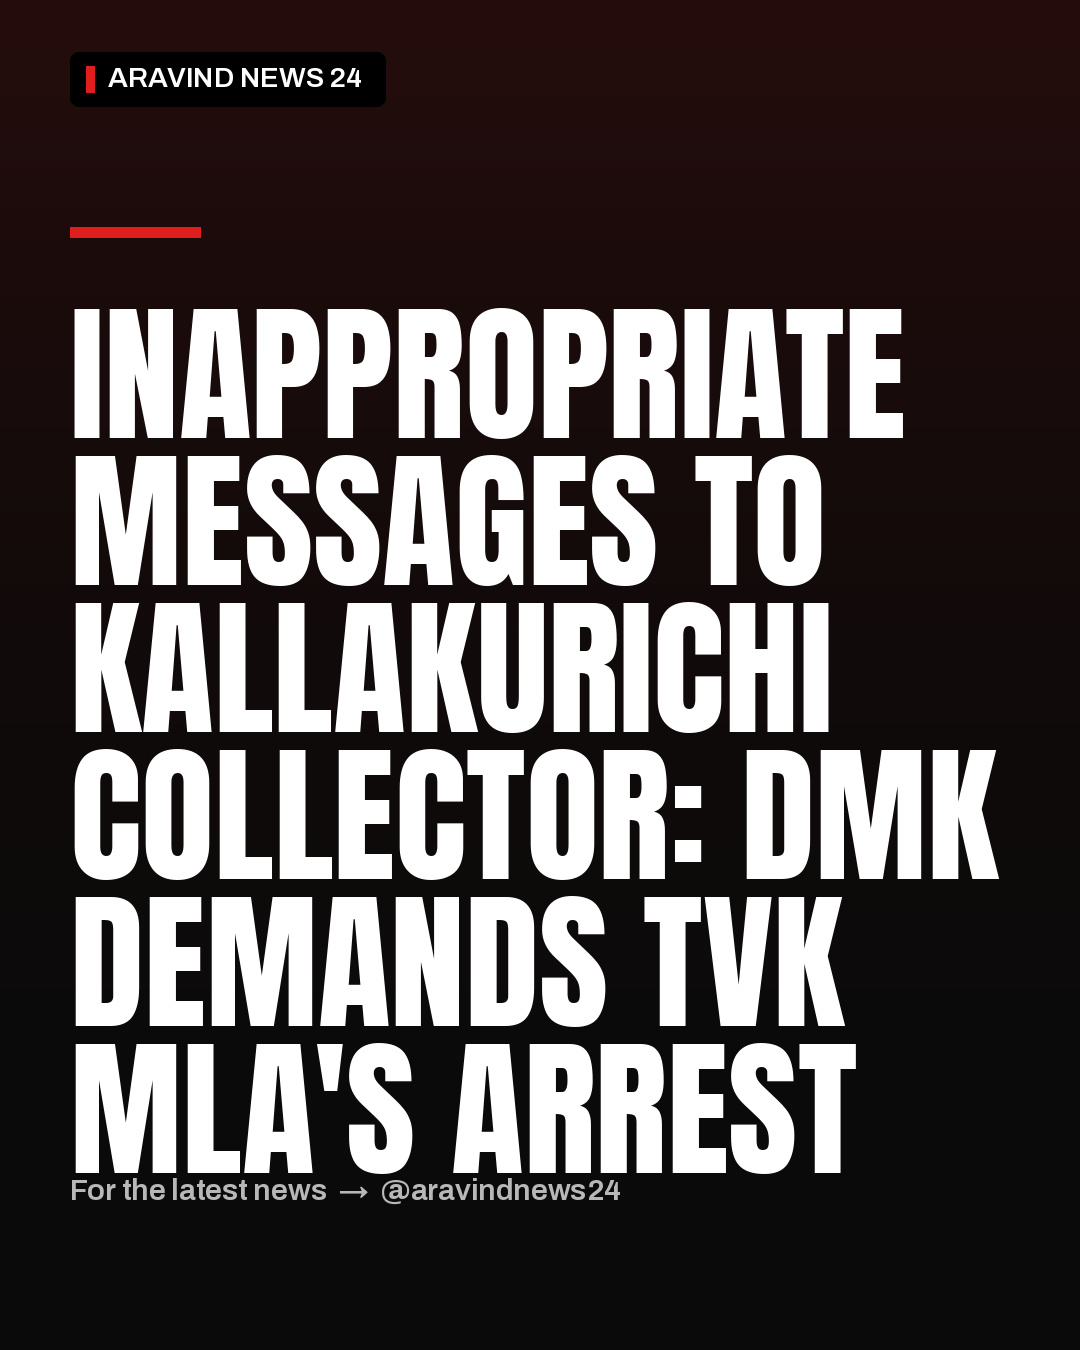 ARAVIND NEWS 24
INAPPROPRIATE
MESSAGES TO
KALLAKURICHI
COLLECTOR: DMK
DEMANDS TVK
MLA'S ARREST
For the latest news → @aravindnews24